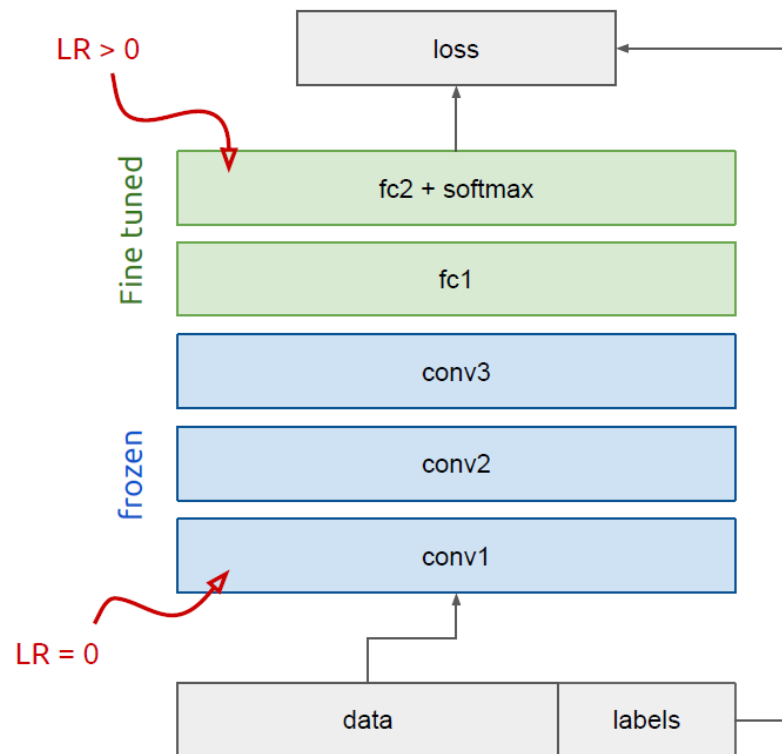 LR > 0
loss
Fine tuned
fc2 + softmax
fc1
conv3
frozen
conv2
conv1
LR = 0
data
labels